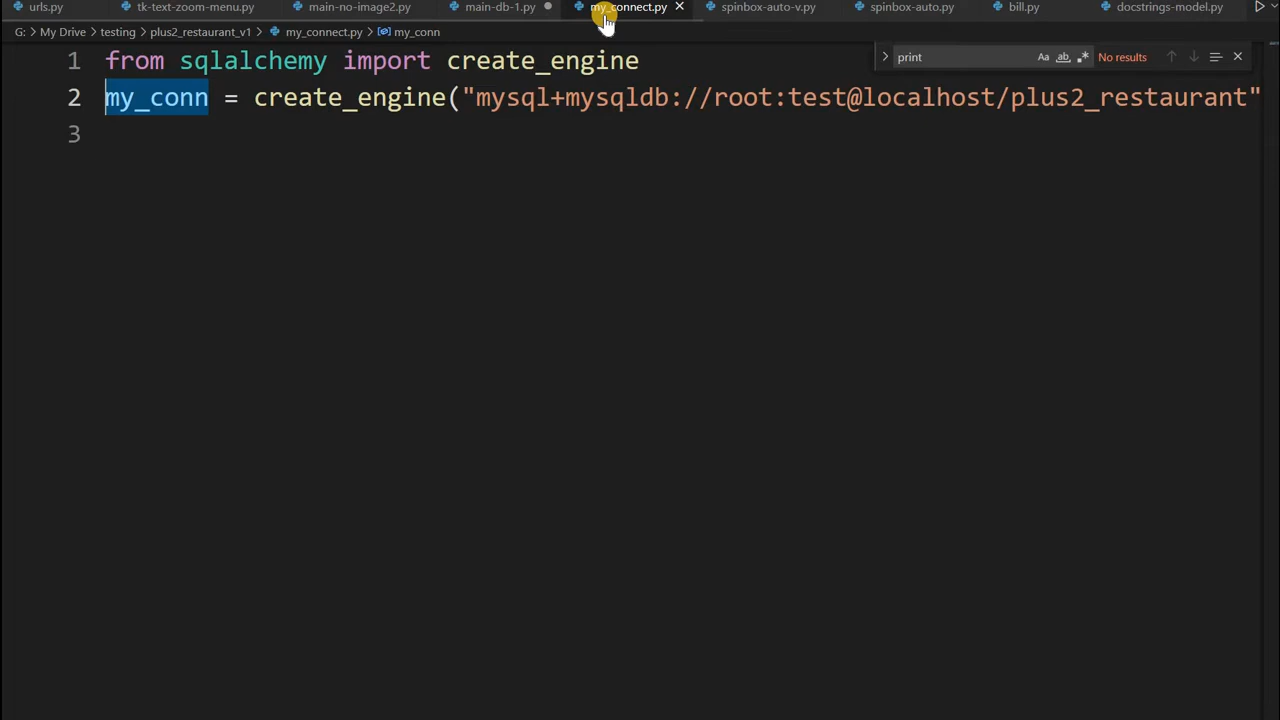 urls.py tk-text-zoom-menu.py main-no-image2.py main-db-1.py my_connect.py spinbox-auto-v.py spinbox-auto.py bill.py docstrings-model.py
G: > My Drive > testing > plus2_restaurant_v1 > my_connect.py > my_conn
print Aa ab .* No results
1 from sqlalchemy import create_engine
2 my_conn = create_engine("mysql+mysqldb://root:test@localhost/plus2_restaurant"
3